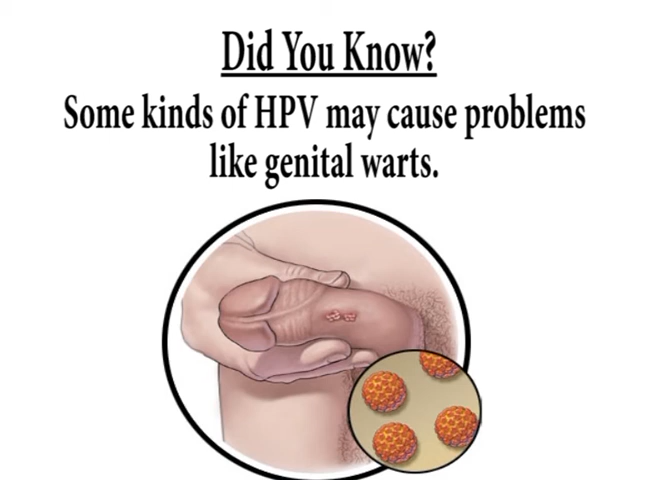 Did You Know?
Some kinds of HPV may cause problems
like genital warts.